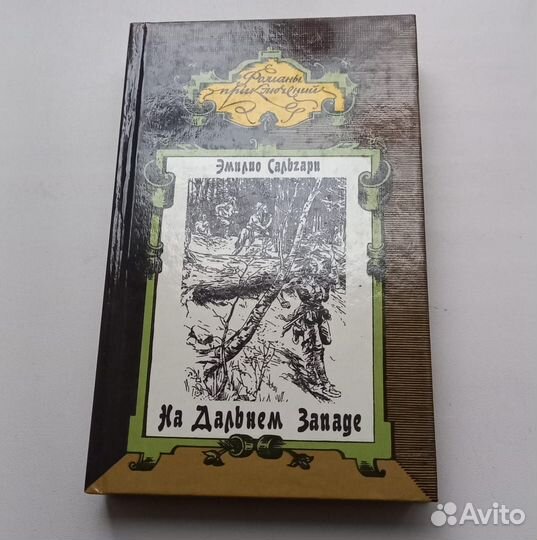 Романы
приключений
Эмилио Сальгари
На Дальнем Западе
Avito